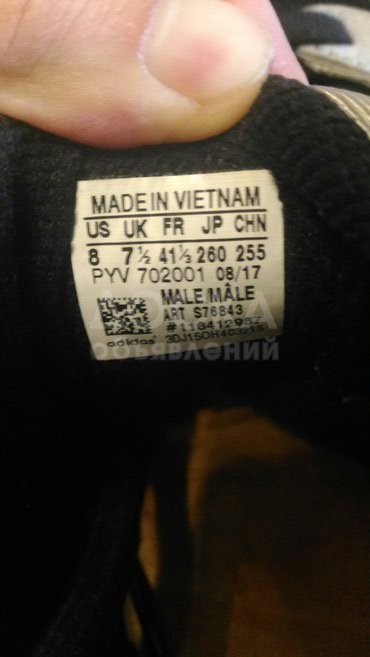 MADE IN VIETNAM
US UK FR JP CHN
8 7½ 41⅓ 260 255
PYV 702001 08/17
MALE/MÂLE
ART S76843
#118412957
adidas
объявлений